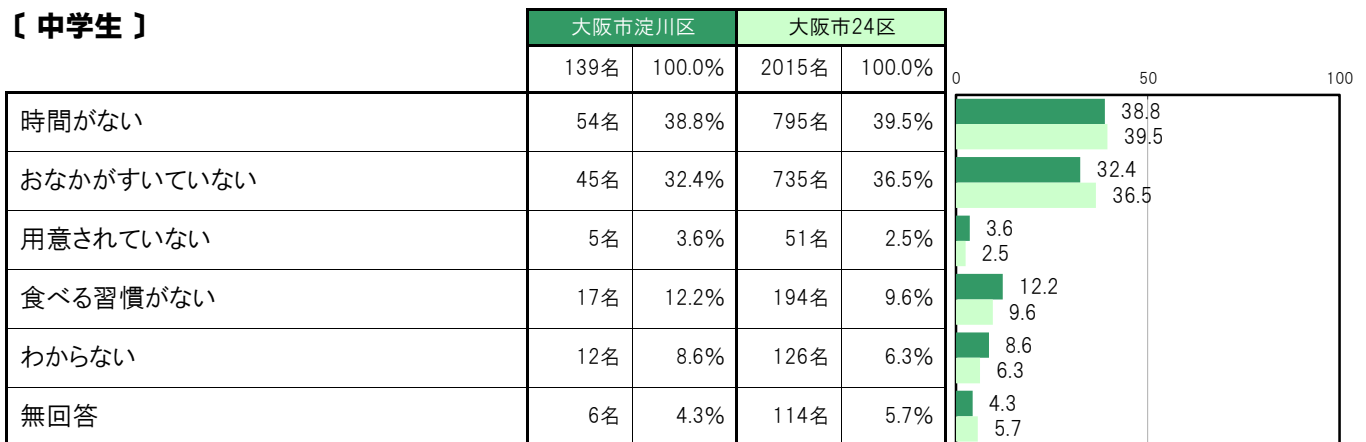 〔 中学生 〕
大阪市淀川区 大阪市24区
139名 100.0% 2015名 100.0%
0 50 100
時間がない 54名 38.8% 795名 39.5%
38.8
39.5
おなかがすいていない 45名 32.4% 735名 36.5%
32.4
36.5
用意されていない 5名 3.6% 51名 2.5%
3.6
2.5
食べる習慣がない 17名 12.2% 194名 9.6%
12.2
9.6
わからない 12名 8.6% 126名 6.3%
8.6
6.3
無回答 6名 4.3% 114名 5.7%
4.3
5.7